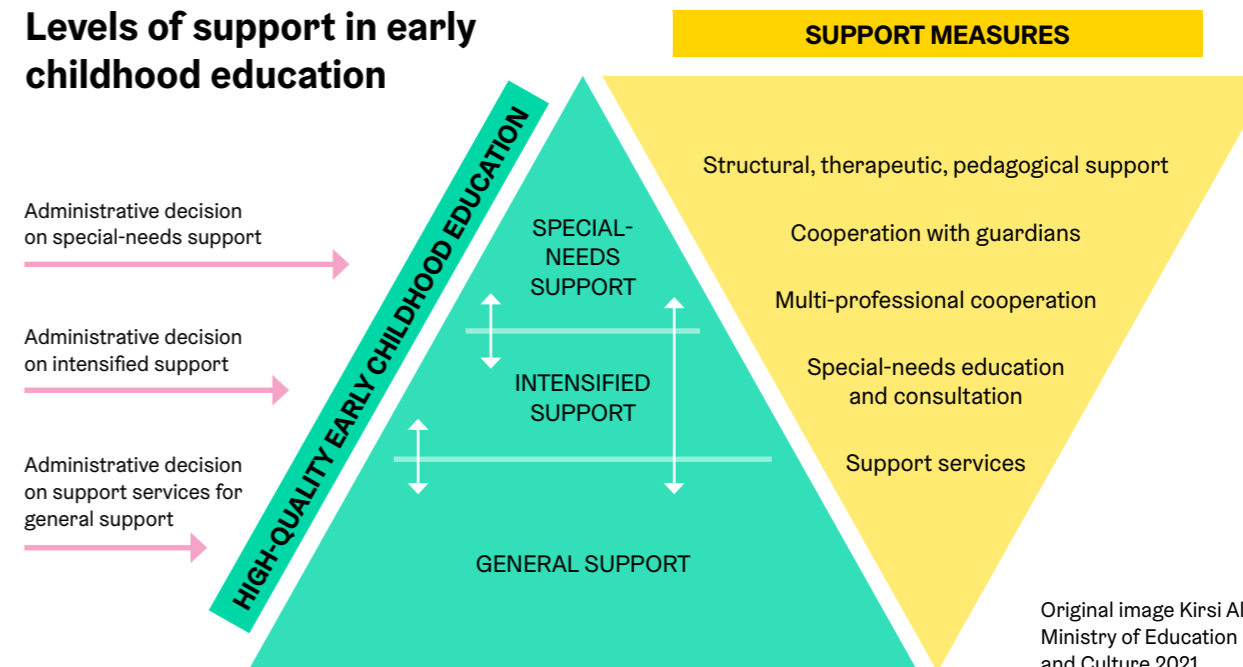 Levels of support in early
childhood education
SUPPORT MEASURES
HIGH-QUALITY EARLY CHILDHOOD EDUCATION
Administrative decision
on special-needs support
Administrative decision
on intensified support
Administrative decision
on support services for
general support
SPECIAL-
NEEDS
SUPPORT
INTENSIFIED
SUPPORT
GENERAL SUPPORT
Structural, therapeutic, pedagogical support
Cooperation with guardians
Multi-professional cooperation
Special-needs education
and consultation
Support services
Original image Kirsi
Ministry of Education
and Culture 2021